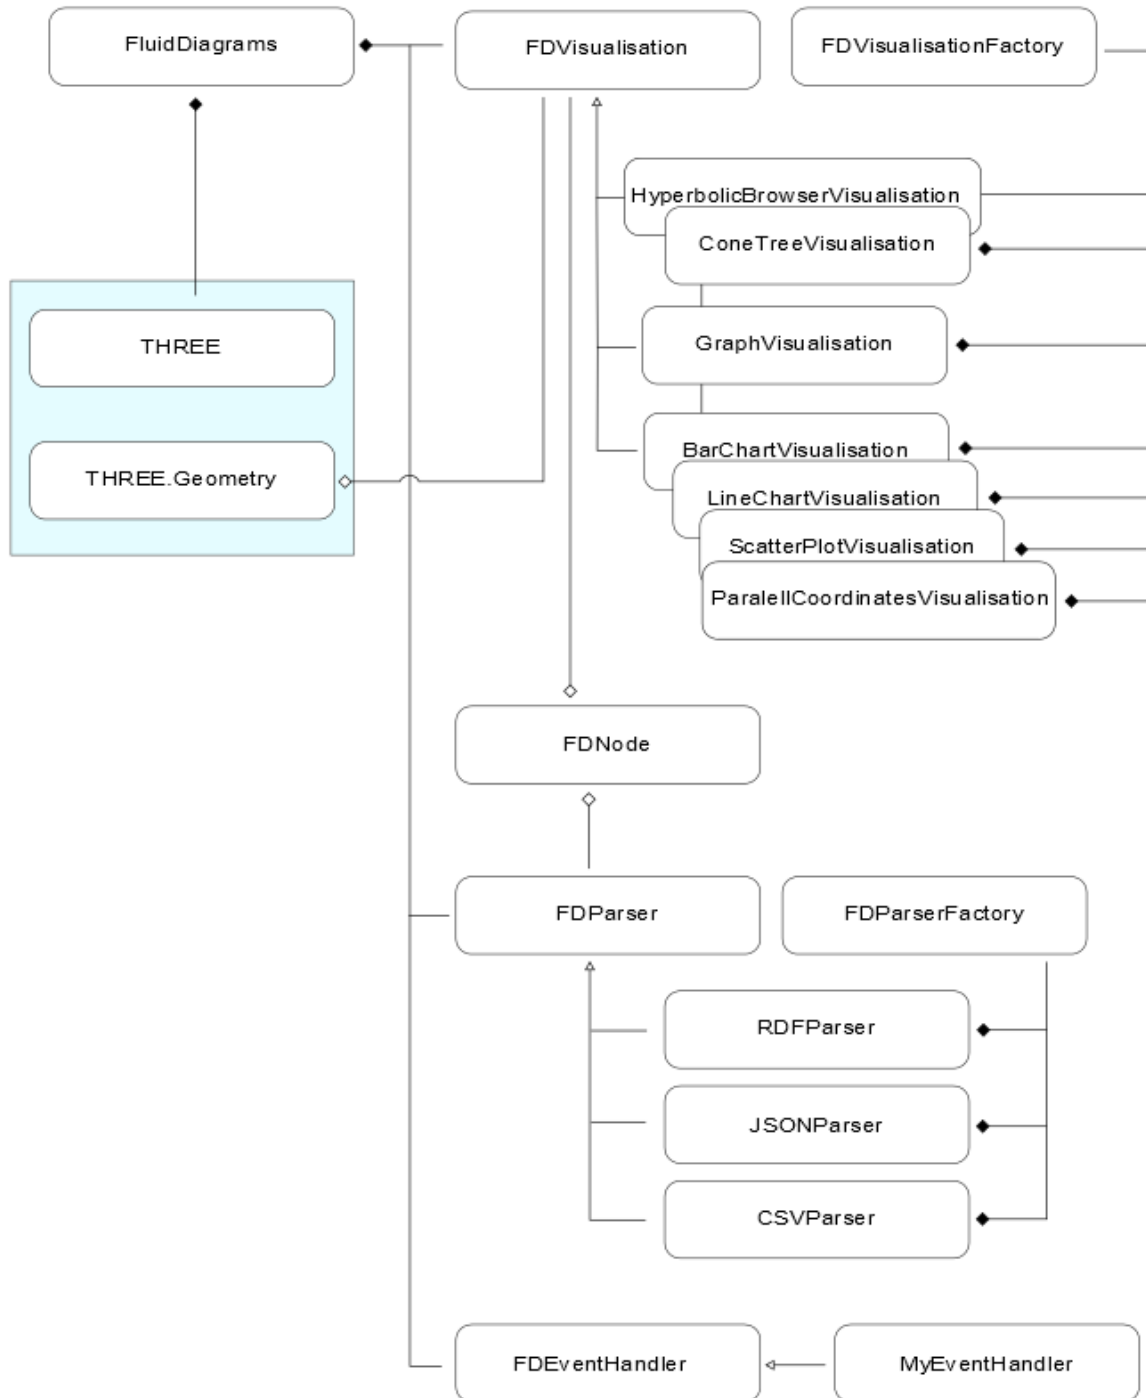 FluidDiagrams
FDVisualisation
FDVisualisationFactory
HyperbolicBrowserVisualisation
ConeTreeVisualisation
THREE
GraphVisualisation
BarChartVisualisation
THREE.Geometry
LineChartVisualisation
ScatterPlotVisualisation
ParalellCoordinatesVisualisation
FDNode
FDParser
FDParserFactory
RDFParser
JSONParser
CSVParser
FDEventHandler
MyEventHandler